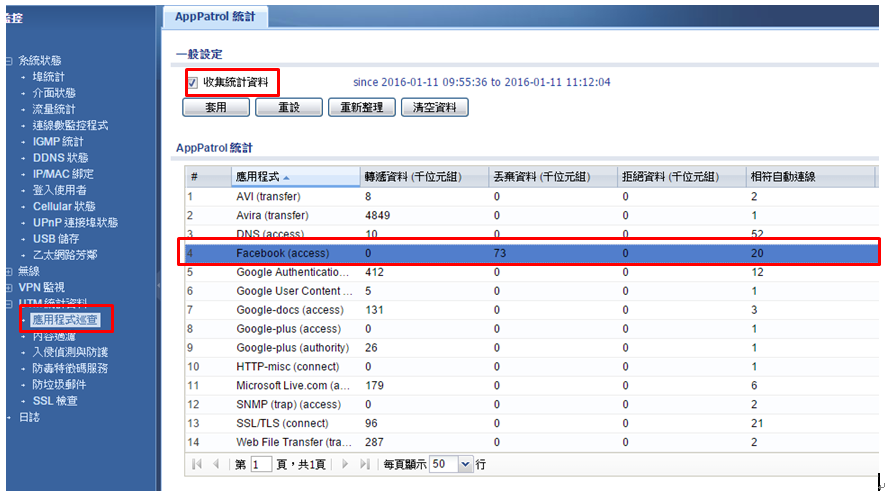 監控
系統狀態
埠統計
介面狀態
流量統計
連線數監控程式
IGMP 統計
DDNS 狀態
IP/MAC 綁定
登入使用者
Cellular 狀態
UPnP 連接埠狀態
USB 儲存
乙太網路芳鄰
無線
VPN 監視
UTM 統計資料
應用程式巡查
內容過濾
入侵偵測與防護
防毒特徵碼服務
防垃圾郵件
SSL 檢查
日誌
AppPatrol 統計
一般設定
收集統計資料 since 2016-01-11 09:55:36 to 2016-01-11 11:12:04
套用 重設 重新整理 清空資料
AppPatrol 統計
# 應用程式 轉遞資料 (千位元組) 丟棄資料 (千位元組) 拒絕資料 (千位元組) 相符自動連線
1 AVI (transfer) 8 0 0 2
2 Avira (transfer) 4849 0 0 1
3 DNS (access) 10 0 0 52
4 Facebook (access) 0 73 0 20
5 Google Authenticatio... 412 0 0 12
6 Google User Content ... 5 0 0 1
7 Google-docs (access) 131 0 0 3
8 Google-plus (access) 0 0 0 1
9 Google-plus (authority) 26 0 0 1
10 HTTP-misc (connect) 0 0 0 1
11 Microsoft Live.com (a... 179 0 0 6
12 SNMP (trap) (access) 0 0 0 2
13 SSL/TLS (connect) 96 0 0 21
14 Web File Transfer (tra... 287 0 0 2
第 1 頁，共1頁 每頁顯示 50 行